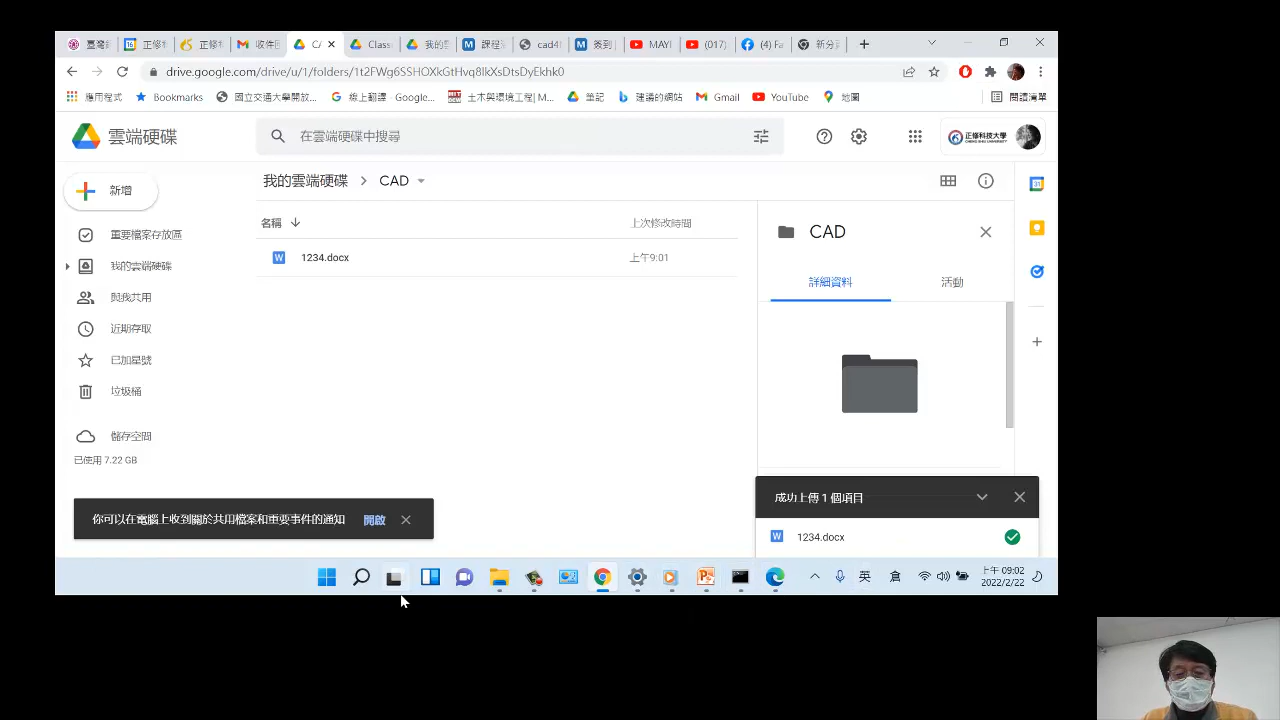 臺灣
正修
正修
收件匣
CA
Class
我的
課程
cad4
簽到
MAYI
(017)
(4) Fa
新分
drive.google.com/drive/u/1/folders/1t2FWg6SSHOXkGtHvq8lkXsDtsDyEkhk0
應用程式
Bookmarks
國立交通大學開放...
線上翻譯 Google...
土木與環境工程| M...
筆記
建議的網站
Gmail
YouTube
地圖
閱讀清單
雲端硬碟
在雲端硬碟中搜尋
正修科技大學
CHENG SHIU UNIVERSITY
新增
我的雲端硬碟 > CAD
重要檔案存放區
我的雲端硬碟
與我共用
近期存取
已加星號
垃圾桶
儲存空間
已使用 7.22 GB
名稱
上次修改時間
1234.docx
上午9:01
CAD
詳細資料
活動
你可以在電腦上收到關於共用檔案和重要事件的通知
開啟
成功上傳 1 個項目
1234.docx
英
上午 09:02
2022/2/22